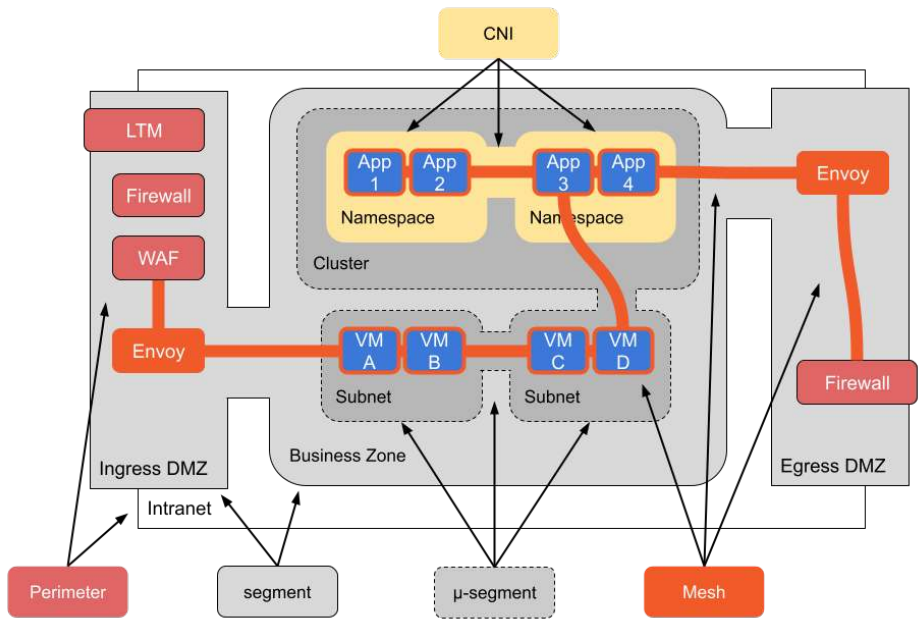 CNI
LTM
Firewall
WAF
Envoy
Ingress DMZ
Intranet
App
1
App
2
Namespace
App
3
App
4
Namespace
Cluster
VM
A
VM
B
Subnet
VM
C
VM
D
Subnet
Business Zone
Envoy
Firewall
Egress DMZ
Perimeter
segment
μ-segment
Mesh